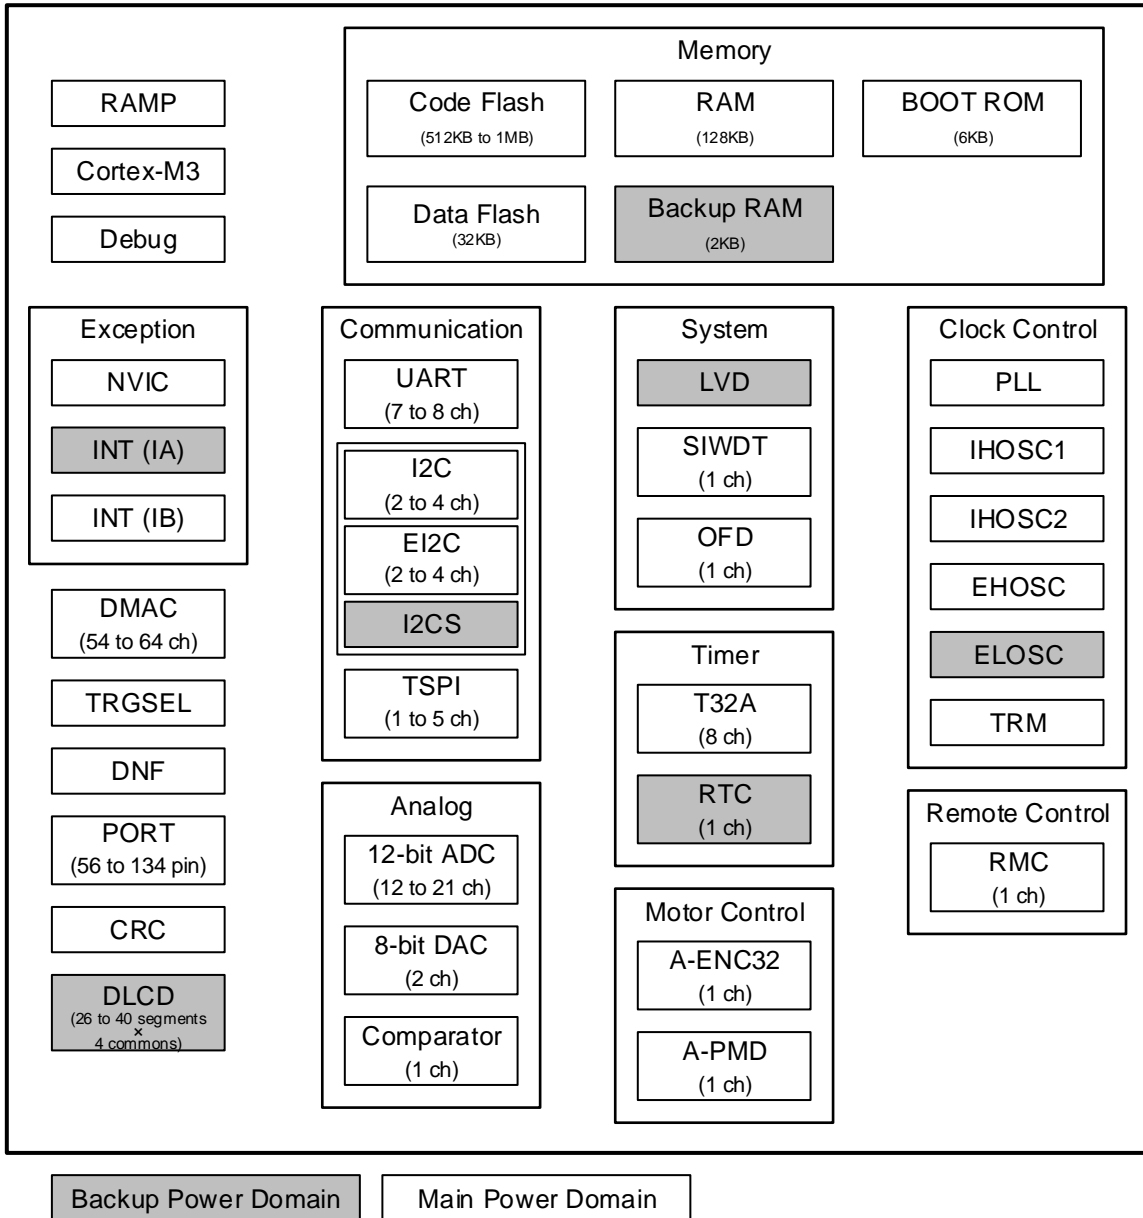 RAMP
Cortex-M3
Debug
Memory
Code Flash
(512KB to 1MB)
RAM
(128KB)
BOOT ROM
(6KB)
Data Flash
(32KB)
Backup RAM
(2KB)
Exception
NVIC
INT (IA)
INT (IB)
DMAC
(54 to 64 ch)
TRGSEL
DNF
PORT
(56 to 134 pin)
CRC
DLCD
(26 to 40 segments
×
4 commons)
Communication
UART
(7 to 8 ch)
I2C
(2 to 4 ch)
EI2C
(2 to 4 ch)
I2CS
TSPI
(1 to 5 ch)
Analog
12-bit ADC
(12 to 21 ch)
8-bit DAC
(2 ch)
Comparator
(1 ch)
System
LVD
SIWDT
(1 ch)
OFD
(1 ch)
Timer
T32A
(8 ch)
RTC
(1 ch)
Motor Control
A-ENC32
(1 ch)
A-PMD
(1 ch)
Clock Control
PLL
IHOSC1
IHOSC2
EHOSC
ELOSC
TRM
Remote Control
RMC
(1 ch)
Backup Power Domain
Main Power Domain